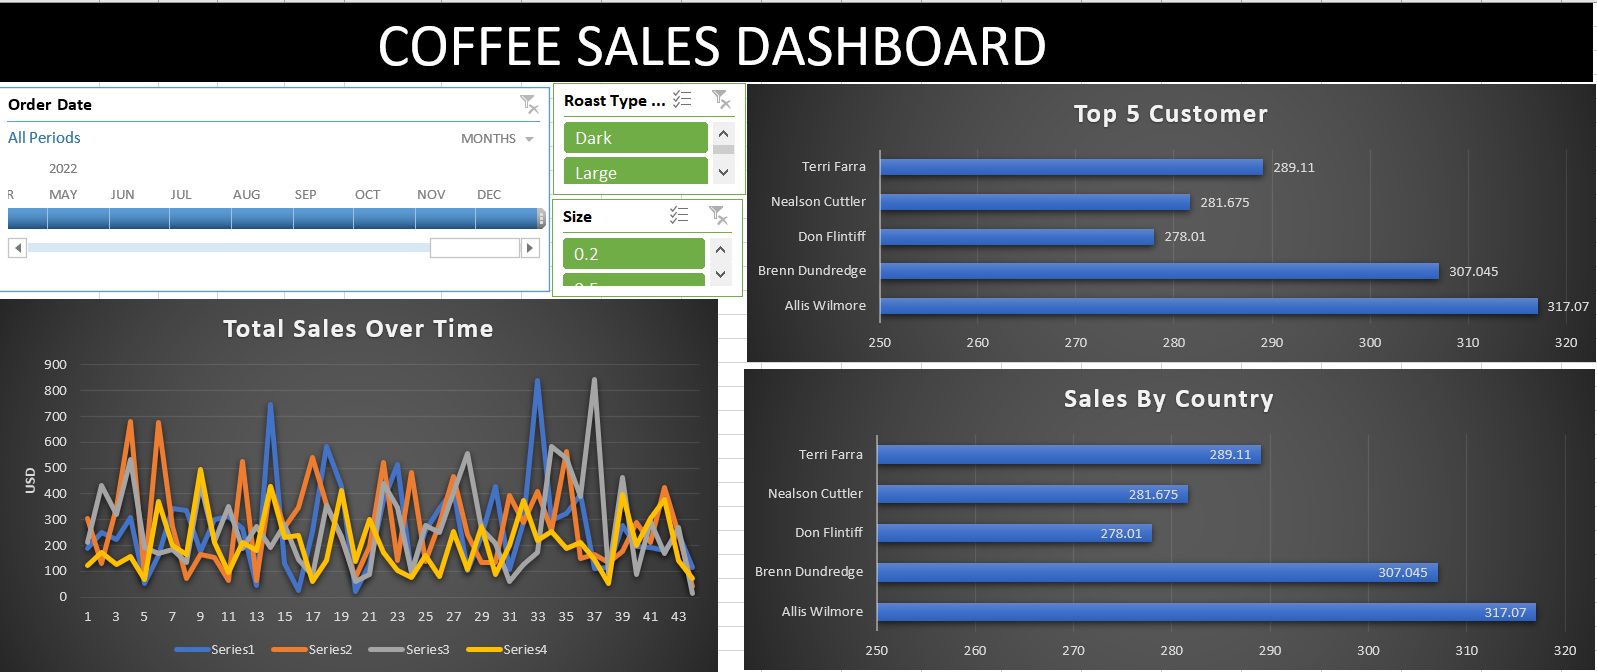 COFFEE SALES DASHBOARD
Order Date
All Periods
MONTHS
2022
R MAY JUN JUL AUG SEP OCT NOV DEC
Roast Type ...
Dark
Large
Size
0.2
0.5
Top 5 Customer
Terri Farra 289.11
Nealson Cuttler 281.675
Don Flintiff 278.01
Brenn Dundredge 307.045
Allis Wilmore 317.07
250 260 270 280 290 300 310 320
Total Sales Over Time
900
800
700
600
500
400
300
200
100
0
USD
1 3 5 7 9 11 13 15 17 19 21 23 25 27 29 31 33 35 37 39 41 43
Series1 Series2 Series3 Series4
Sales By Country
Terri Farra 289.11
Nealson Cuttler 281.675
Don Flintiff 278.01
Brenn Dundredge 307.045
Allis Wilmore 317.07
250 260 270 280 290 300 310 320